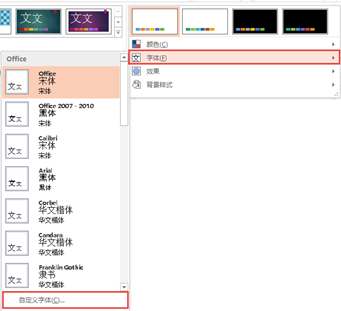 文文
文文
颜色(C)
文文 字体(F)
效果
背景样式
Office
文文
Office
宋体
宋体
文文
Office 2007 - 2010
黑体
宋体
文文
Calibri
宋体
宋体
文文
Arial
黑体
黑体
文文
Corbel
华文楷体
华文楷体
文文
Candara
华文楷体
华文楷体
文文
Franklin Gothic
隶书
华文楷体
自定义字体(C)...